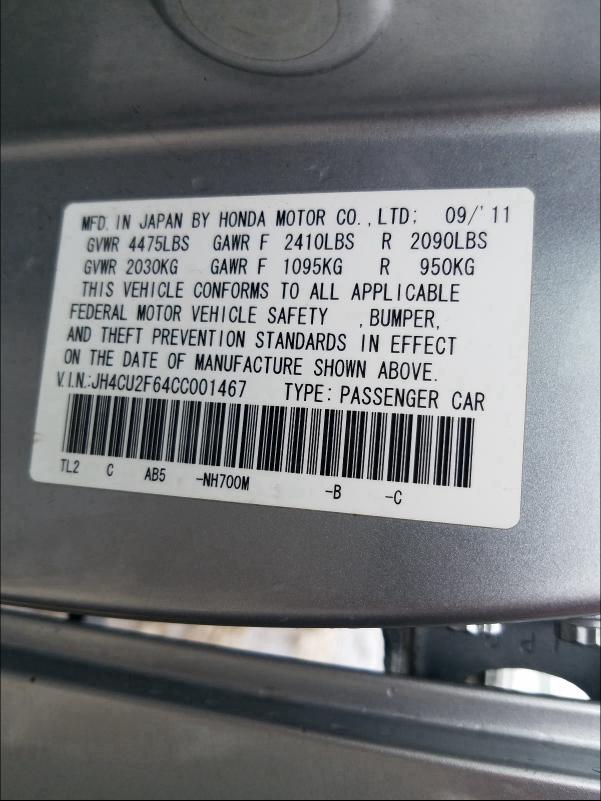 MFD. IN JAPAN BY HONDA MOTOR CO.,LTD; 09/'11
GVWR 4475LBS GAWR F 2410LBS R 2090LBS
GVWR 2030KG GAWR F 1095KG R 950KG
THIS VEHICLE CONFORMS TO ALL APPLICABLE
FEDERAL MOTOR VEHICLE SAFETY , BUMPER,
AND THEFT PREVENTION STANDARDS IN EFFECT
ON THE DATE OF MANUFACTURE SHOWN ABOVE.
V.I.N.:JH4CU2F64CC001467 TYPE: PASSENGER CAR
TL2 C AB5 -NH700M -B -C